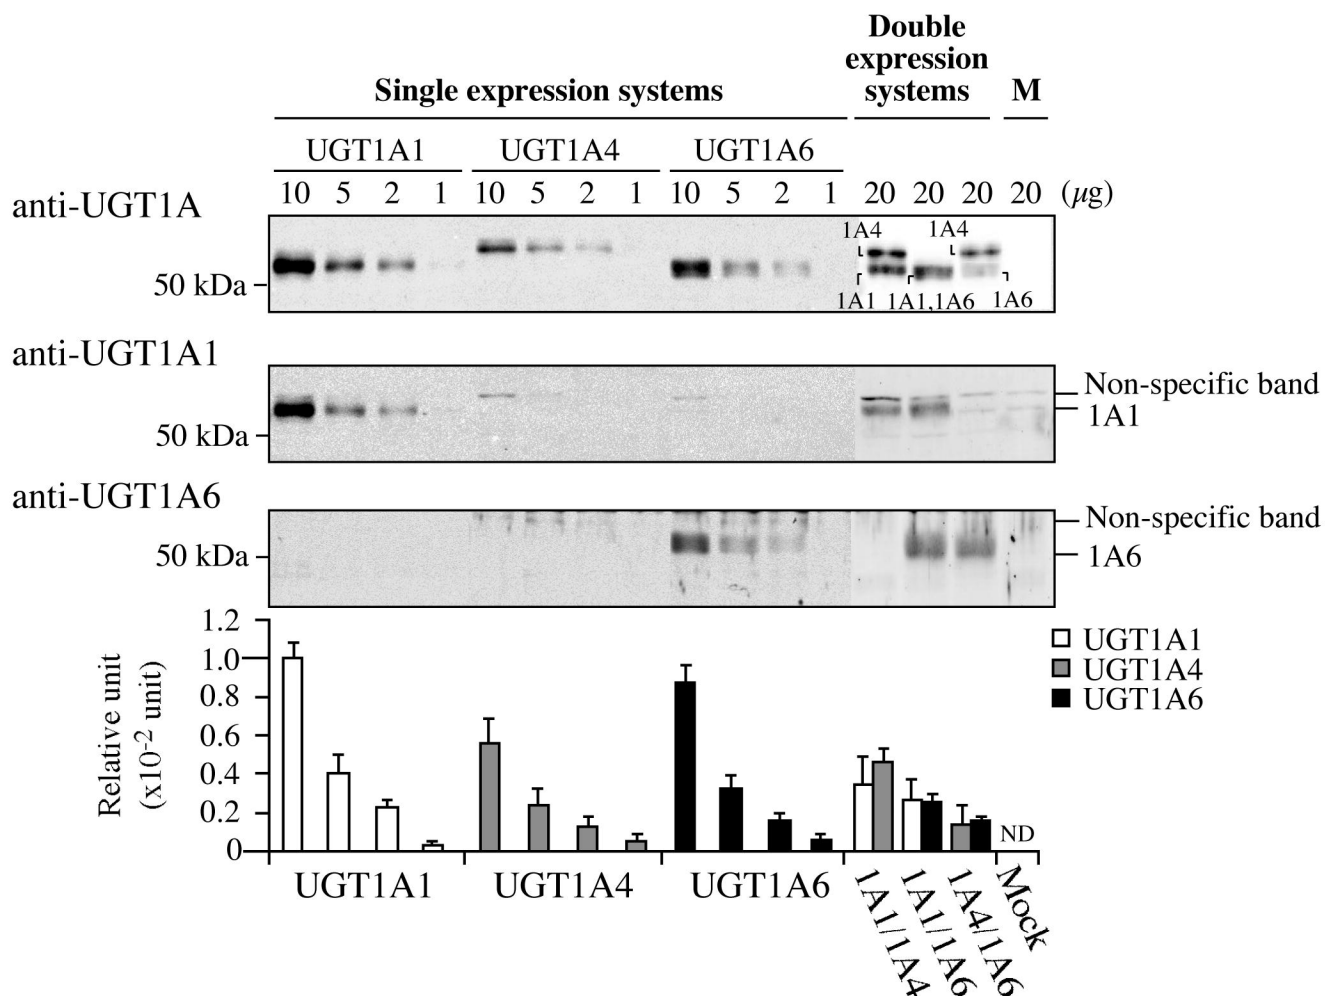 Double
expression
systems
Single expression systems
M
UGT1A1 UGT1A4 UGT1A6
10 5 2 1 10 5 2 1 10 5 2 1 20 20 20 20 (µg)
anti-UGT1A
1A4 1A4
50 kDa
1A1 1A1,1A6 1A6
anti-UGT1A1
Non-specific band
1A1
50 kDa
anti-UGT1A6
Non-specific band
50 kDa
1A6
Relative unit
(x10-2 unit)
1.2
1.0
0.8
0.6
0.4
0.2
0
UGT1A1
UGT1A4
UGT1A6
ND
UGT1A1 UGT1A4 UGT1A6
1A1/1A4
1A1/1A6
1A4/1A6
Mock